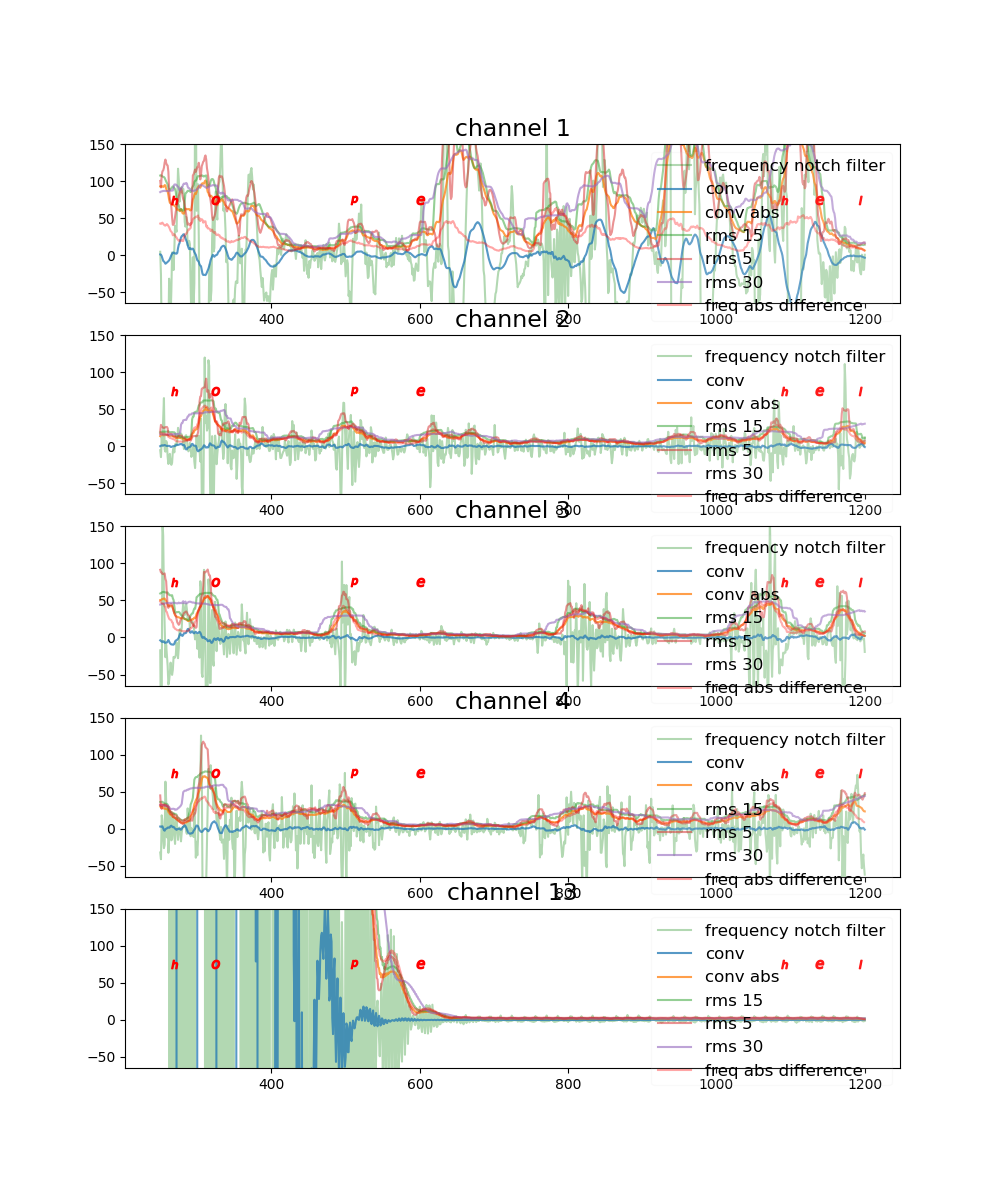 channel 1
150
100
50
0
−50
h o p e h e l
frequency notch filter
conv
conv abs
rms 15
rms 5
rms 30
freq abs difference
400 600 800 1000 1200
channel 2
150
100
50
0
−50
h o p e h e l
frequency notch filter
conv
conv abs
rms 15
rms 5
rms 30
freq abs difference
400 600 800 1000 1200
channel 3
150
100
50
0
−50
h o p e h e l
frequency notch filter
conv
conv abs
rms 15
rms 5
rms 30
freq abs difference
400 600 800 1000 1200
channel 4
150
100
50
0
−50
h o p e h e l
frequency notch filter
conv
conv abs
rms 15
rms 5
rms 30
freq abs difference
400 600 800 1000 1200
channel 13
150
100
50
0
−50
h o p e h e l
frequency notch filter
conv
conv abs
rms 15
rms 5
rms 30
freq abs difference
400 600 800 1000 1200